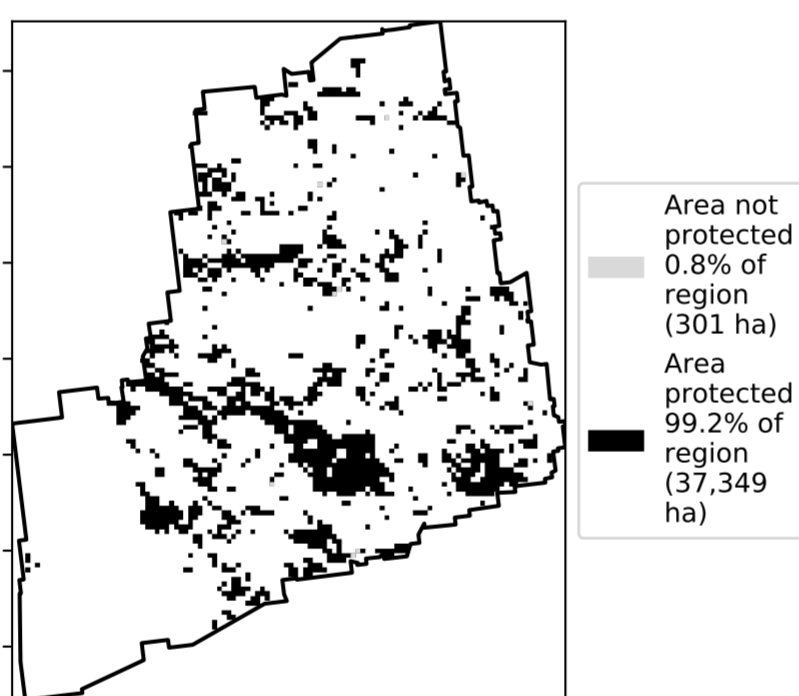 Area not
protected
0.8% of
region
(301 ha)
Area
protected
99.2% of
region
(37,349
ha)